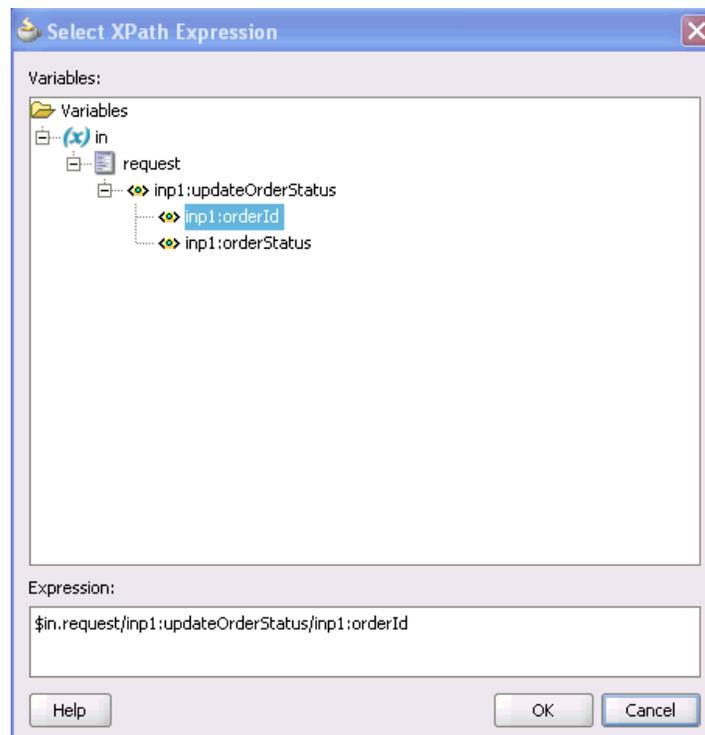 Select XPath Expression
Variables:
Variables
(x) in
request
inp1:updateOrderStatus
inp1:orderId
inp1:orderStatus
Expression:
$in.request/inp1:updateOrderStatus/inp1:orderId
Help OK Cancel